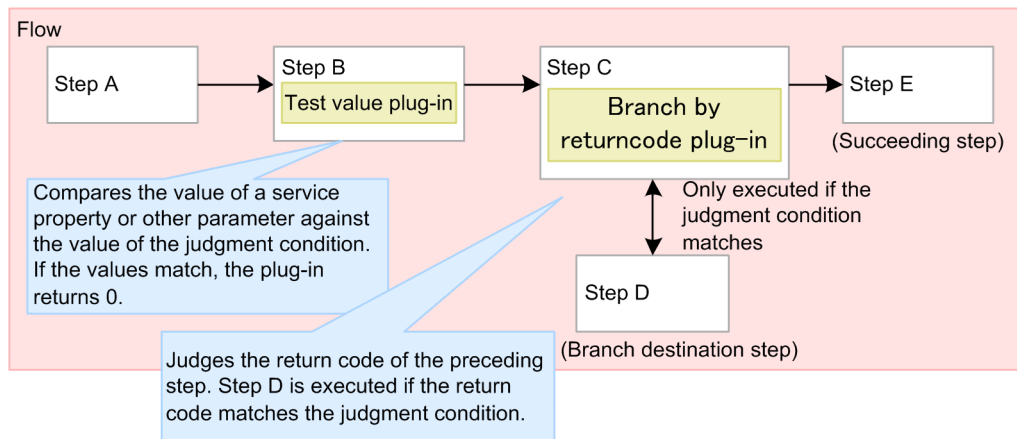 Flow
Step A
Step B
Test value plug-in
Step C
Branch by
returncode plug-in
Step E
(Succeeding step)
Compares the value of a service
property or other parameter against
the value of the judgment condition.
If the values match, the plug-in
returns 0.
Only executed if the
judgment condition
matches
Step D
(Branch destination step)
Judges the return code of the preceding
step. Step D is executed if the return
code matches the judgment condition.